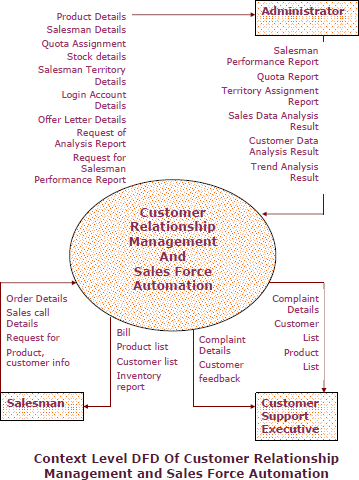 Product Details
Salesman Details
Quota Assignment
Stock details
Salesman Territory
Details
Login Account
Details
Offer Letter Details
Request of
Analysis Report
Request for
Salesman
Performance Report
Administrator
Salesman
Performance Report
Quota Report
Territory Assignment
Report
Sales Data Analysis
Result
Customer Data
Analysis Result
Trend Analysis
Result
Customer
Relationship
Management
And
Sales Force
Automation
Order Details
Sales call
Details
Request for
Product,
customer info
Bill
Product list
Customer list
Inventory
report
Complaint
Details
Customer
feedback
Complaint
Details
Customer
List
Product
List
Salesman
Customer
Support
Executive
Context Level DFD Of Customer Relationship
Management and Sales Force Automation